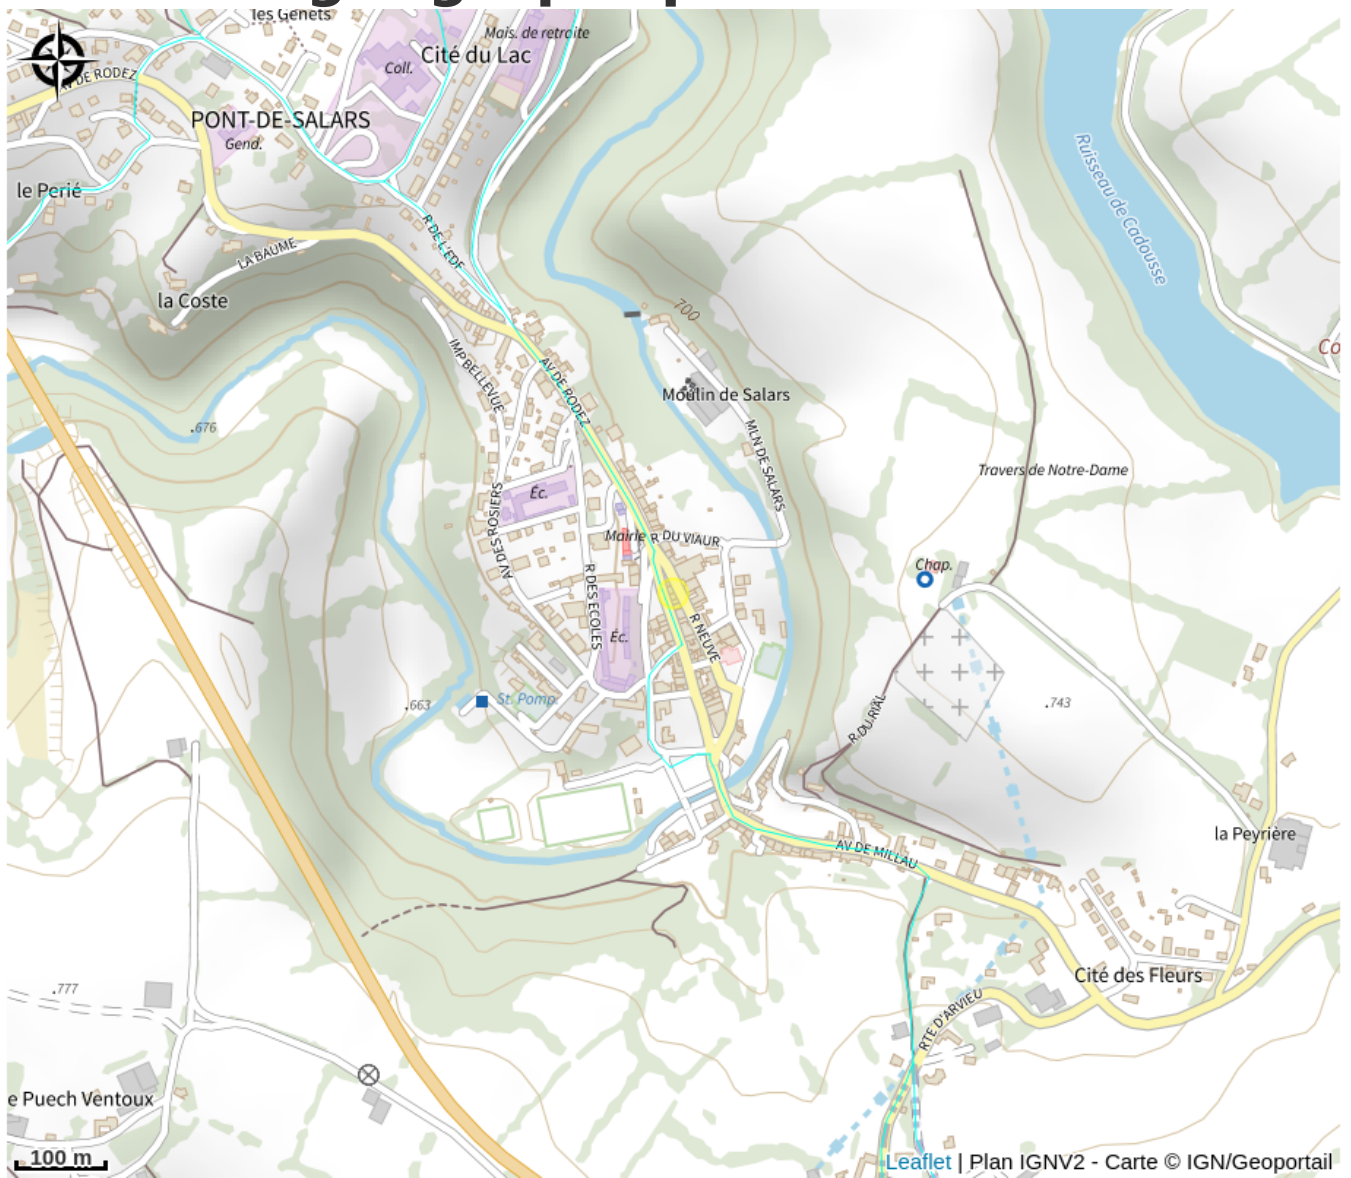 les Genêts
Mais. de retraite
Cité du Lac
Coll.
DE RODEZ
PONT-DE-SALARS
Gend.
Ruisseau de Cadousse
le Perié
R DE L'EDF
LA BAUME
la Coste
700
IMP BELLEVUE
AV DE RODEZ
Moulin de Salars
.676
MLN DE SALARS
Travers de Notre-Dame
Éc.
AV DES ROSIERS
Mairie
R DU VIAUR
Chap.
R DES ECOLES
R NEUVE
Éc.
.663
St. Pomp.
R DU RIAL
.743
la Peyrière
AV DE MILLAU
Cité des Fleurs
.777
RTE D'ARVIEU
e Puech Ventoux
100 m
Leaflet | Plan IGNV2 - Carte © IGN/Geoportail